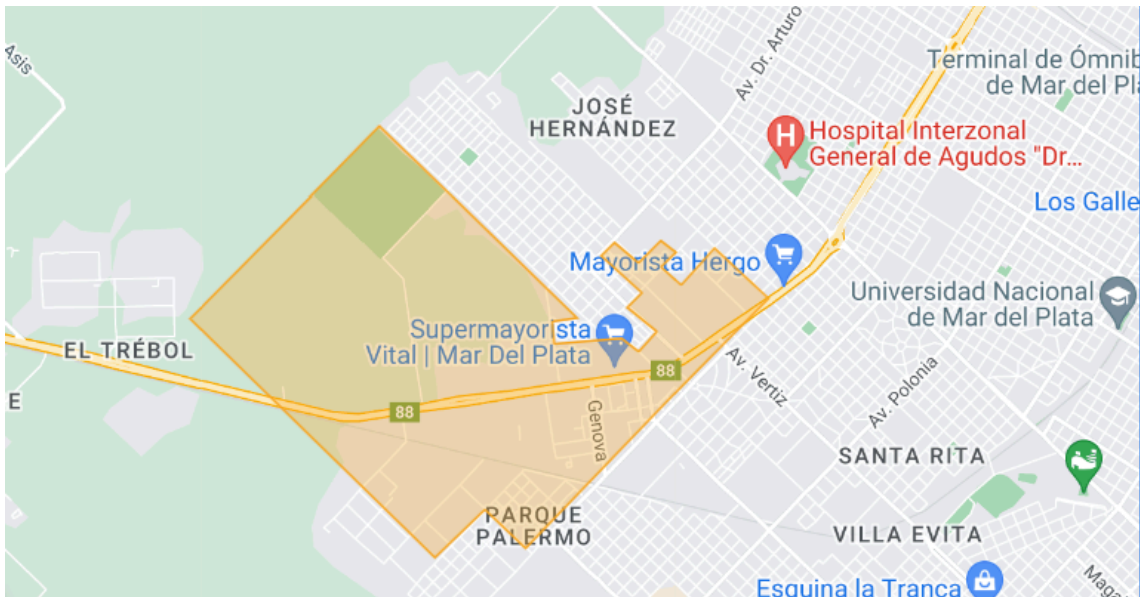 Asis
JOSÉ
HERNÁNDEZ
Av. Dr. Arturo
Terminal de Ómnib
de Mar del Pla
Hospital Interzonal
General de Agudos "Dr...
Los Galle
Mayorista Hergo
Universidad Nacional
de Mar del Plata
Supermayorista
Vital | Mar Del Plata
EL TRÉBOL
88
88
Av. Vertiz
Av. Polonia
E
Genova
SANTA RITA
PARQUE
PALERMO
VILLA EVITA
Esquina la Tranca
Maga